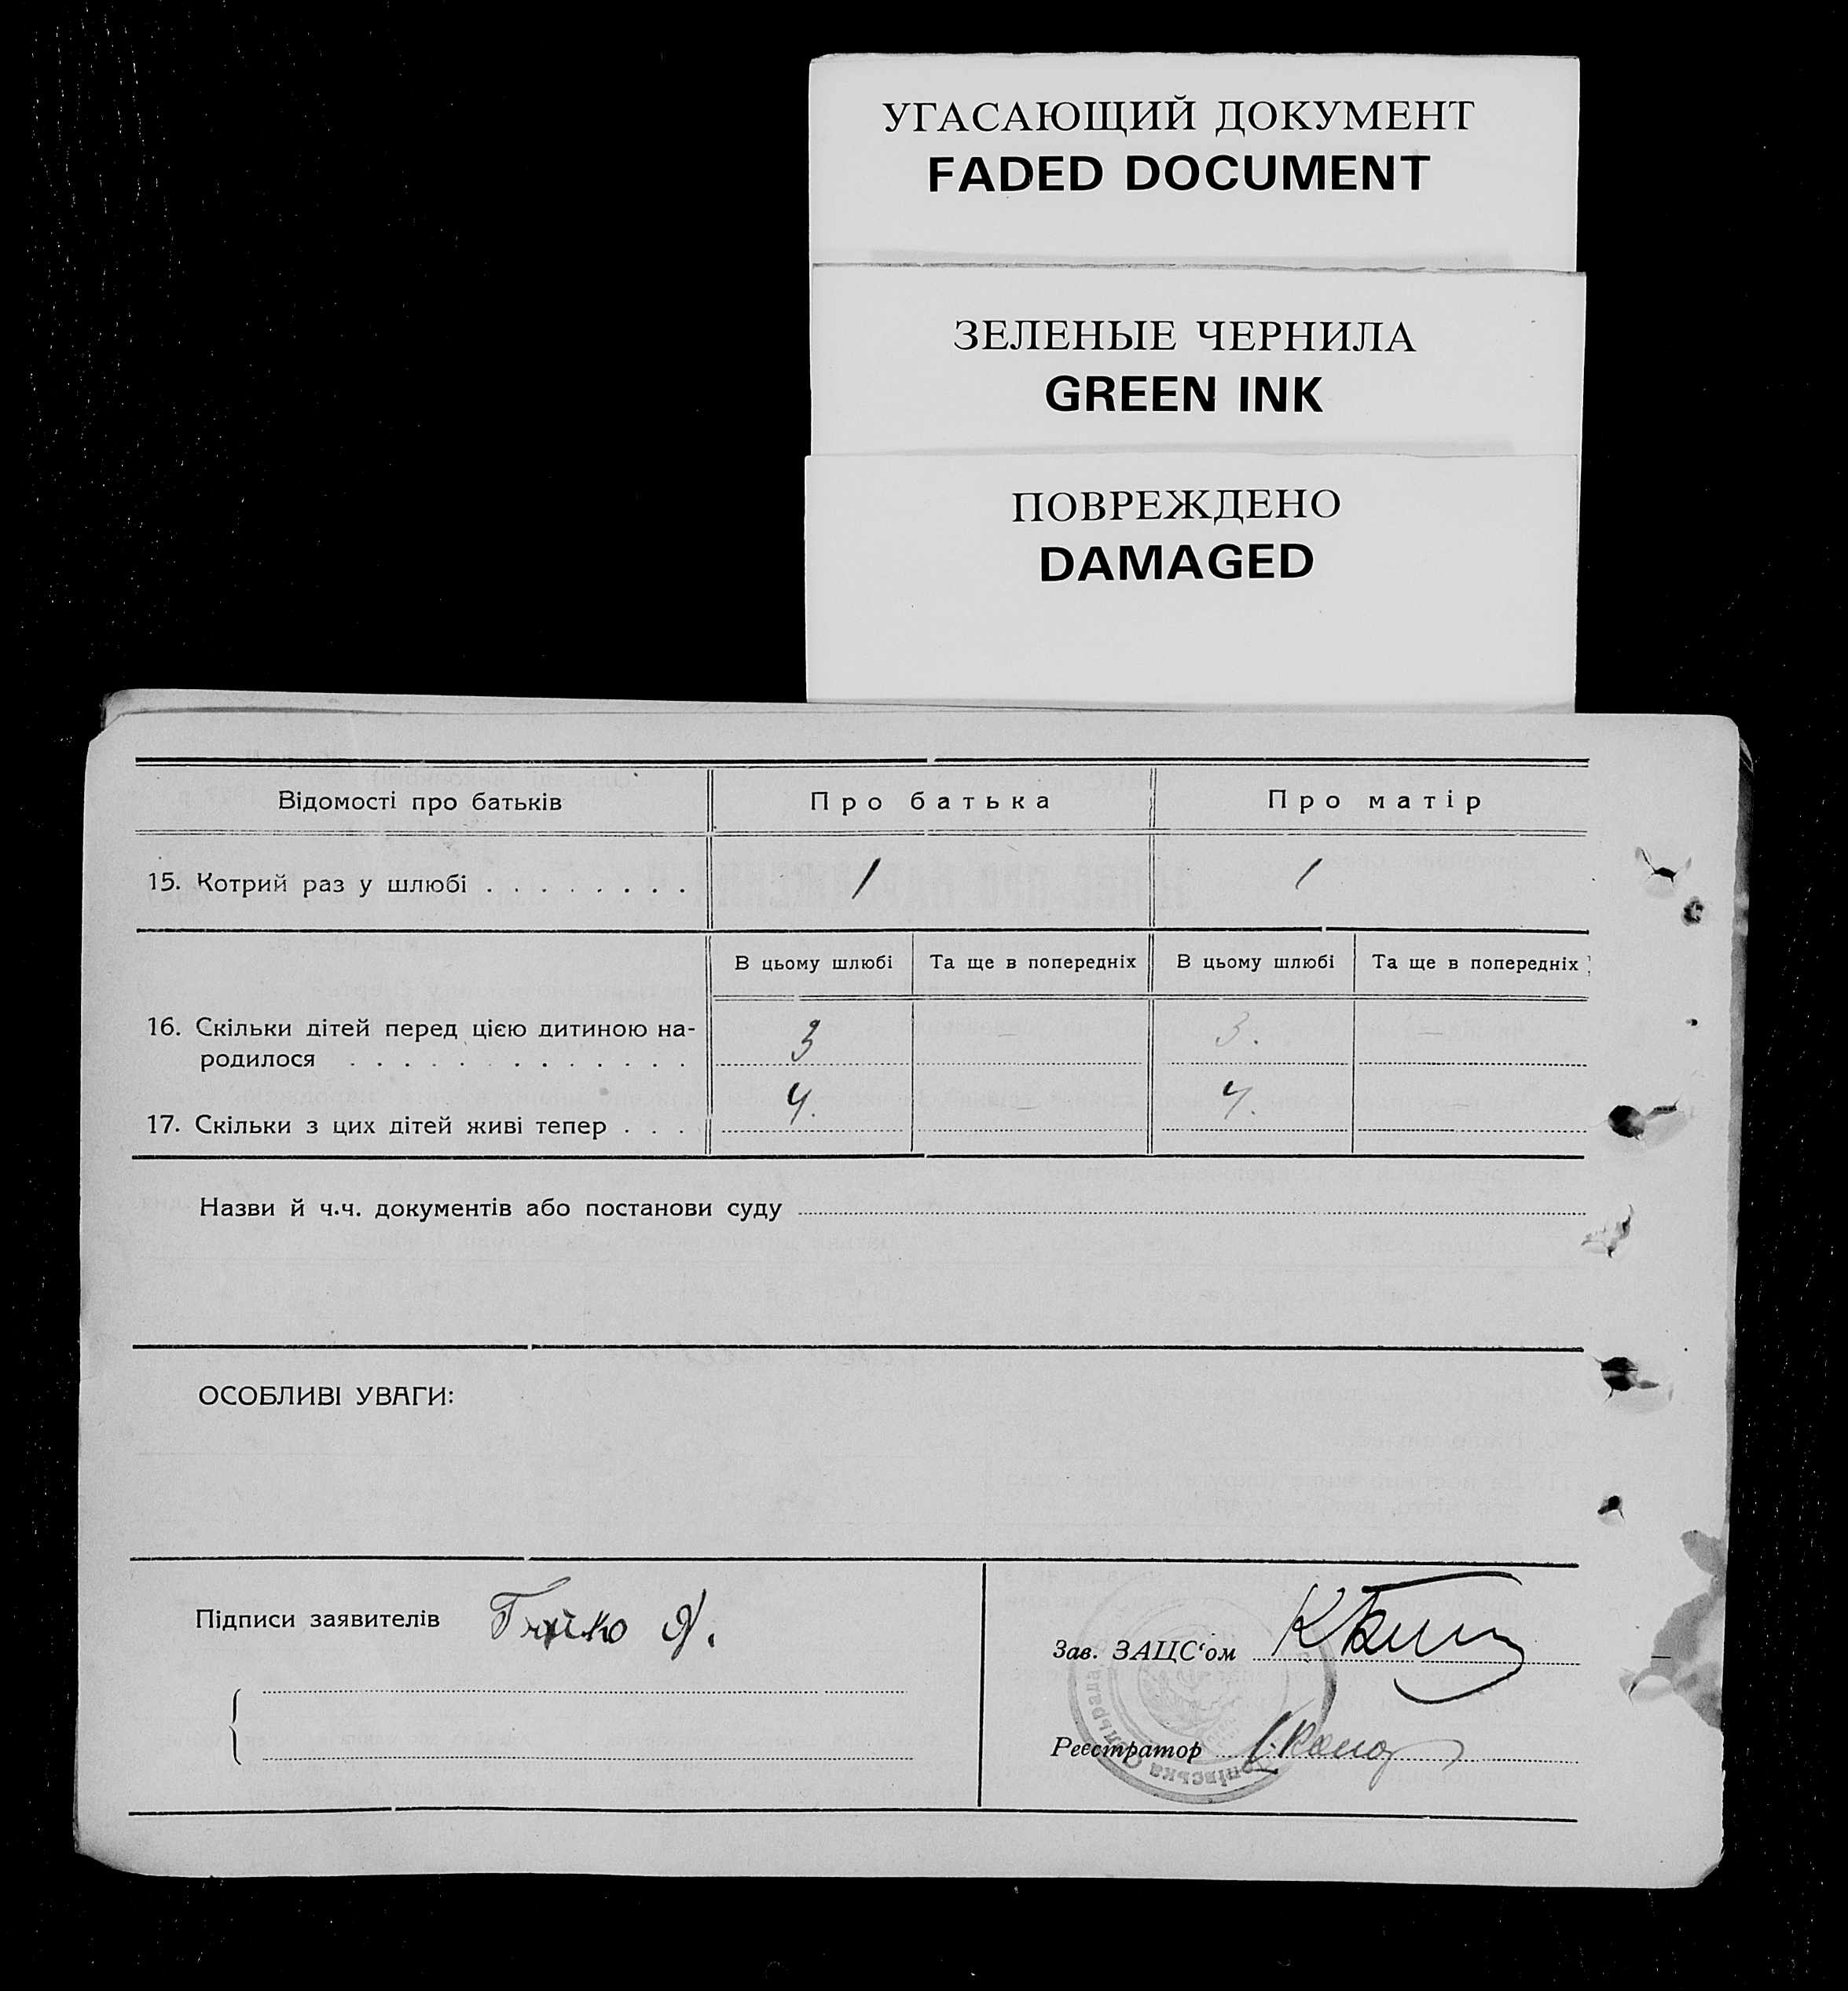 УГАСАЮЩИЙ ДОКУМЕНТ
FADED DOCUMENT
ЗЕЛЕНЫЕ ЧЕРНИЛА
GREEN INK
ПОВРЕЖДЕНО
DAMAGED
Відомості про батьків Про батька Про матір
15. Котрий раз у шлюбі . . . . . . . . 1 1
В цьому шлюбі Та ще в попередніх В цьому шлюбі Та ще в попередніх
16. Скільки дітей перед цією дитиною на-
родилося . . . . . . . . . . . . . 3 — 3. —
17. Скільки з цих дітей живі тепер . . . 4. — 4. —
Назви й ч.ч. документів або постанови суду
ОСОБЛИВІ УВАГИ:
Підписи заявителів
Зав. ЗАЦС‘ом
Реєстратор